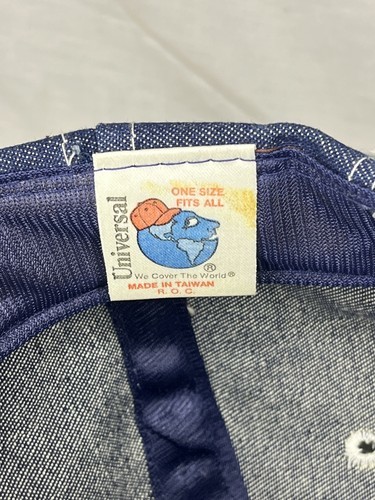 Universal
ONE SIZE
FITS ALL
®
We Cover The World®
MADE IN TAIWAN
R. O. C.